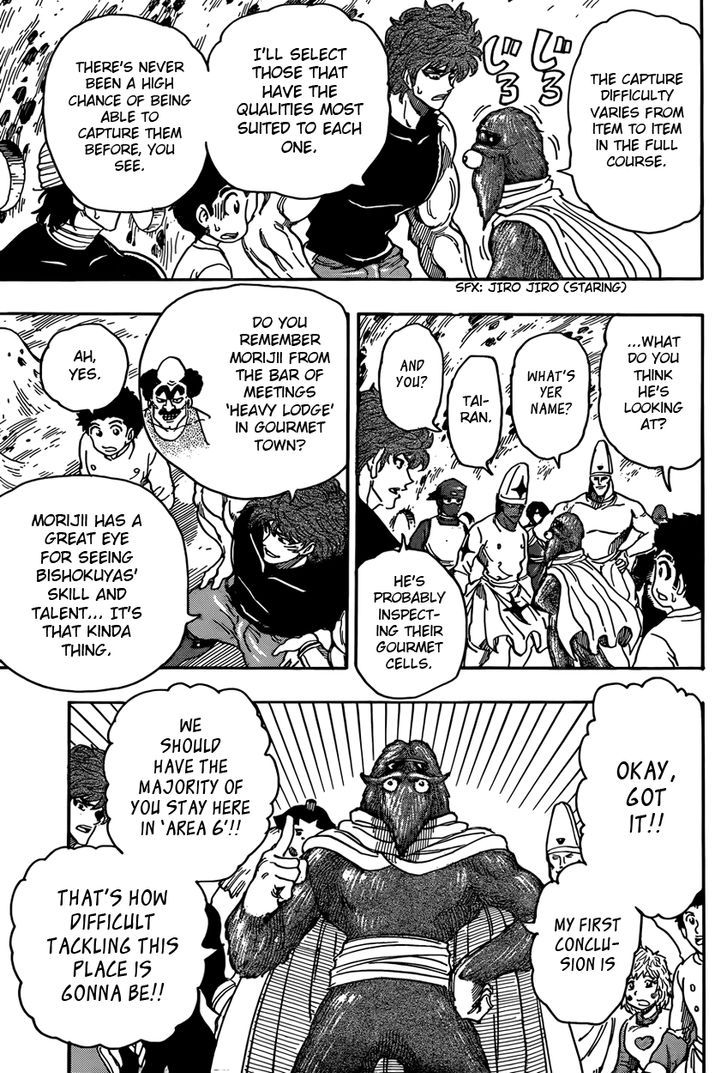 THE CAPTURE
DIFFICULTY
VARIES FROM
ITEM TO ITEM
IN THE FULL
COURSE.
じろ
じろ
I'LL SELECT
THOSE THAT
HAVE THE
QUALITIES MOST
SUITED TO EACH
ONE.
THERE'S NEVER
BEEN A HIGH
CHANCE OF BEING
ABLE TO
CAPTURE THEM
BEFORE, YOU
SEE.
SFX: JIRO JIRO (STARING)
...WHAT
DO YOU
THINK
HE'S
LOOKING
AT?
WHAT'S
YER
NAME?
TAI-
RAN.
AND
YOU?
HE'S
PROBABLY
INSPECT-
ING THEIR
GOURMET
CELLS.
DO YOU
REMEMBER
MORIJII FROM
THE BAR OF
MEETINGS
'HEAVY LODGE'
IN GOURMET
TOWN?
AH,
YES.
MORIJII HAS A
GREAT EYE
FOR SEEING
BISHOKUYAS'
SKILL AND
TALENT... IT'S
THAT KINDA
THING.
OKAY,
GOT
IT!!
MY FIRST
CONCLU-
SION IS
WE
SHOULD
HAVE THE
MAJORITY OF
YOU STAY HERE
IN 'AREA 6'!!
THAT'S HOW
DIFFICULT
TACKLING THIS
PLACE IS
GONNA BE!!